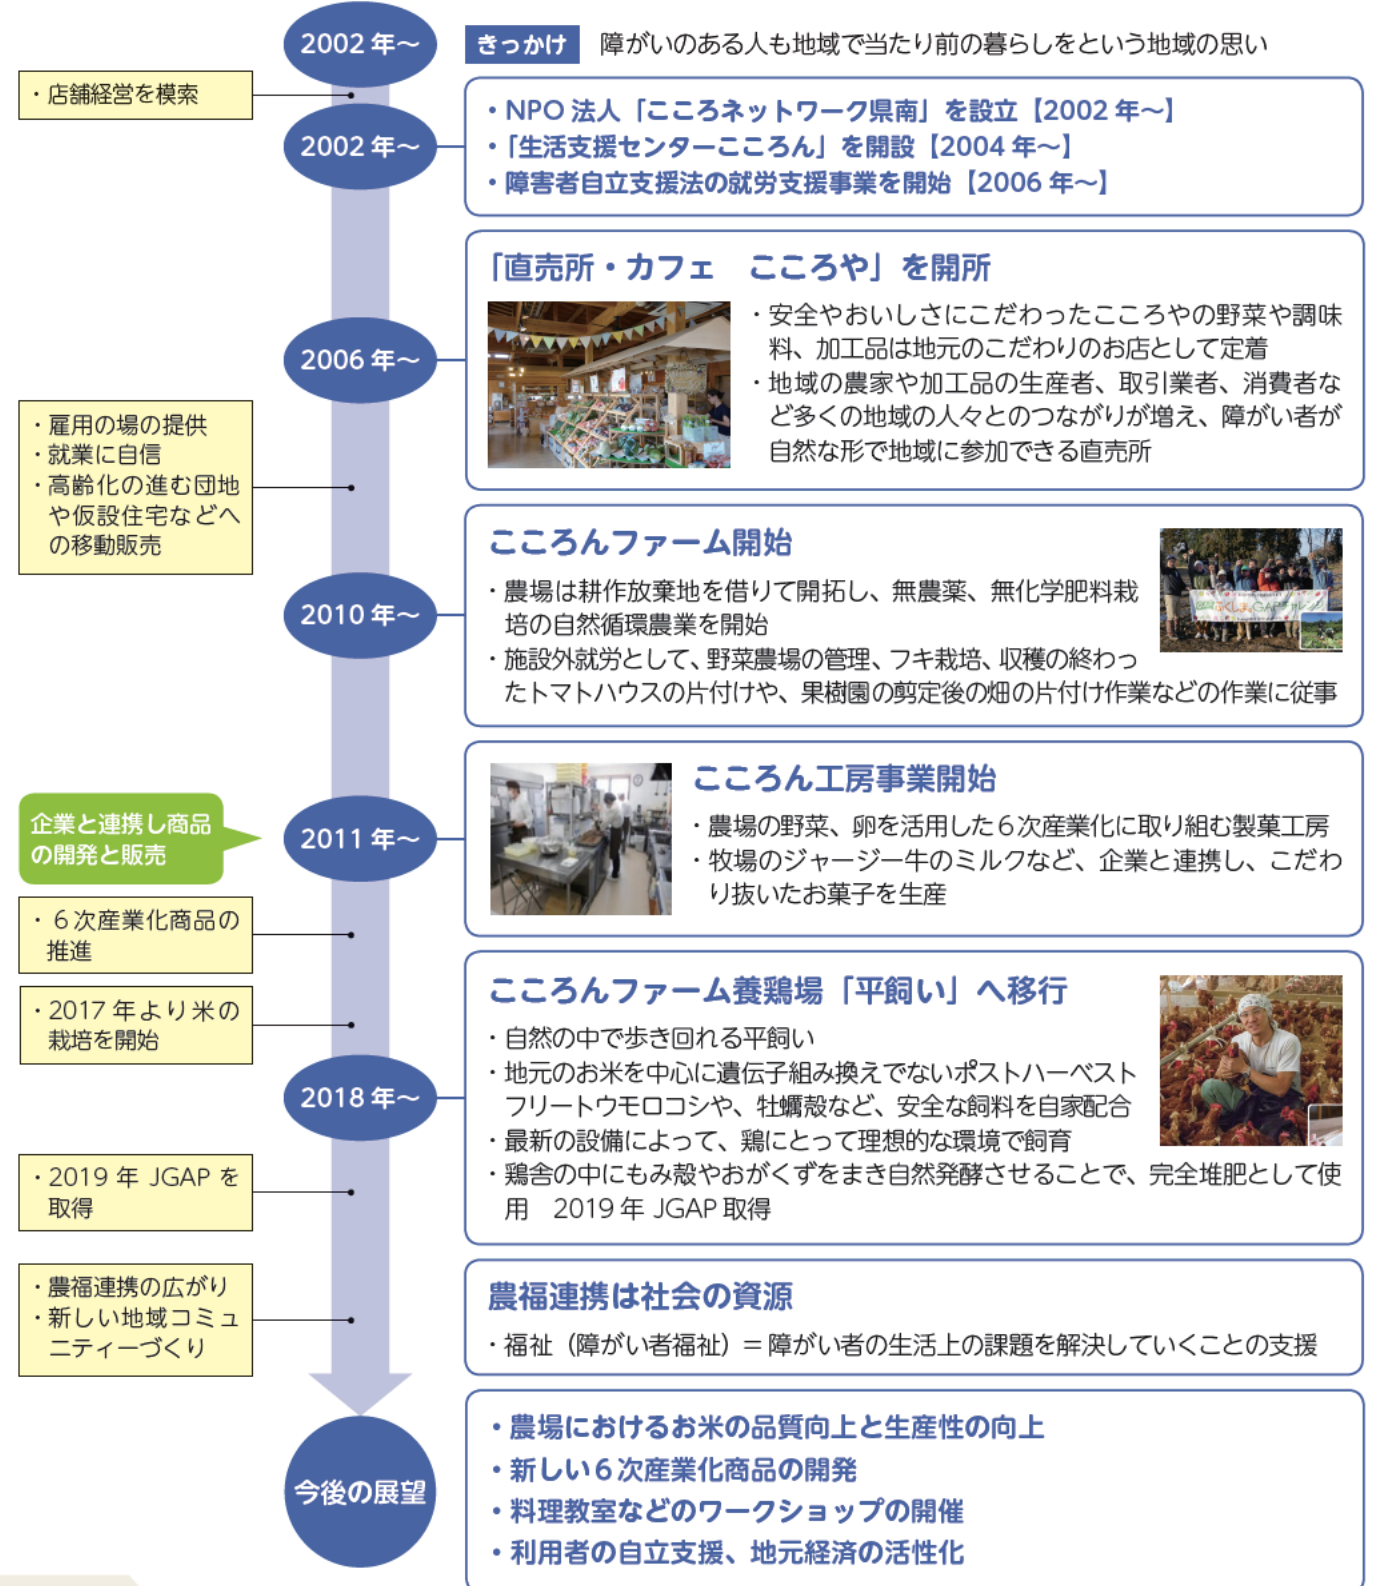 2002年～
きっかけ 障がいのある人も地域で当たり前の暮らしをという地域の思い
・店舗経営を模索
2002年～
・NPO 法人「こころネットワーク県南」を設立【2002 年～】
・「生活支援センターこころん」を開設【2004 年～】
・障害者自立支援法の就労支援事業を開始【2006 年～】
2006年～
「直売所・カフェ　こころや」を開所
・安全やおいしさにこだわったこころやの野菜や調味
料、加工品は地元のこだわりのお店として定着
・地域の農家や加工品の生産者、取引業者、消費者な
ど多くの地域の人々とのつながりが増え、障がい者が
自然な形で地域に参加できる直売所
・雇用の場の提供
・就業に自信
・高齢化の進む団地
や仮設住宅などへ
の移動販売
2010年～
こころんファーム開始
・農場は耕作放棄地を借りて開拓し、無農薬、無化学肥料栽
培の自然循環農業を開始
・施設外就労として、野菜農場の管理、フキ栽培、収穫の終わっ
たトマトハウスの片付けや、果樹園の剪定後の畑の片付け作業などの作業に従事
ふくしま。GAPチャレンジ
企業と連携し商品
の開発と販売
2011年～
こころん工房事業開始
・農場の野菜、卵を活用した６次産業化に取り組む製菓工房
・牧場のジャージー牛のミルクなど、企業と連携し、こだわ
り抜いたお菓子を生産
・６次産業化商品の
推進
・2017 年より米の
栽培を開始
2018年～
こころんファーム養鶏場「平飼い」へ移行
・自然の中で歩き回れる平飼い
・地元のお米を中心に遺伝子組み換えでないポストハーベスト
フリートウモロコシや、牡蠣殻など、安全な飼料を自家配合
・最新の設備によって、鶏にとって理想的な環境で飼育
・鶏舎の中にもみ殻やおがくずをまき自然発酵させることで、完全堆肥として使
用　2019 年 JGAP 取得
・2019 年 JGAP を
取得
・農福連携の広がり
・新しい地域コミュ
ニティーづくり
農福連携は社会の資源
・福祉（障がい者福祉）＝障がい者の生活上の課題を解決していくことの支援
今後の展望
・農場におけるお米の品質向上と生産性の向上
・新しい６次産業化商品の開発
・料理教室などのワークショップの開催
・利用者の自立支援、地元経済の活性化